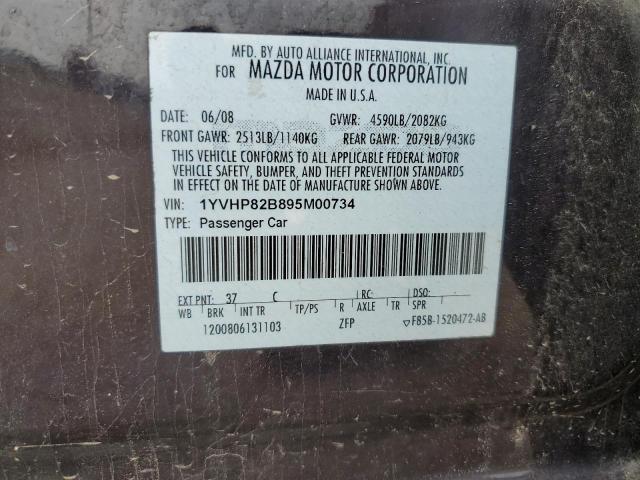 MFD. BY AUTO ALLIANCE INTERNATIONAL, INC.
FOR MAZDA MOTOR CORPORATION
MADE IN U.S.A.
DATE: 06/08 GVWR: 4590LB/2082KG
FRONT GAWR: 2513LB/1140KG REAR GAWR: 2079LB/943KG
THIS VEHICLE CONFORMS TO ALL APPLICABLE FEDERAL MOTOR
VEHICLE SAFETY, BUMPER, AND THEFT PREVENTION STANDARDS
IN EFFECT ON THE DATE OF MANUFACTURE SHOWN ABOVE.
VIN: 1YVHP82B895M00734
TYPE: Passenger Car
EXT PNT: 37 C RC: DSO:
WB BRK INT TR TP/PS R AXLE TR SPR
1200806131103 ZFP ▽F85B-1520472-AB